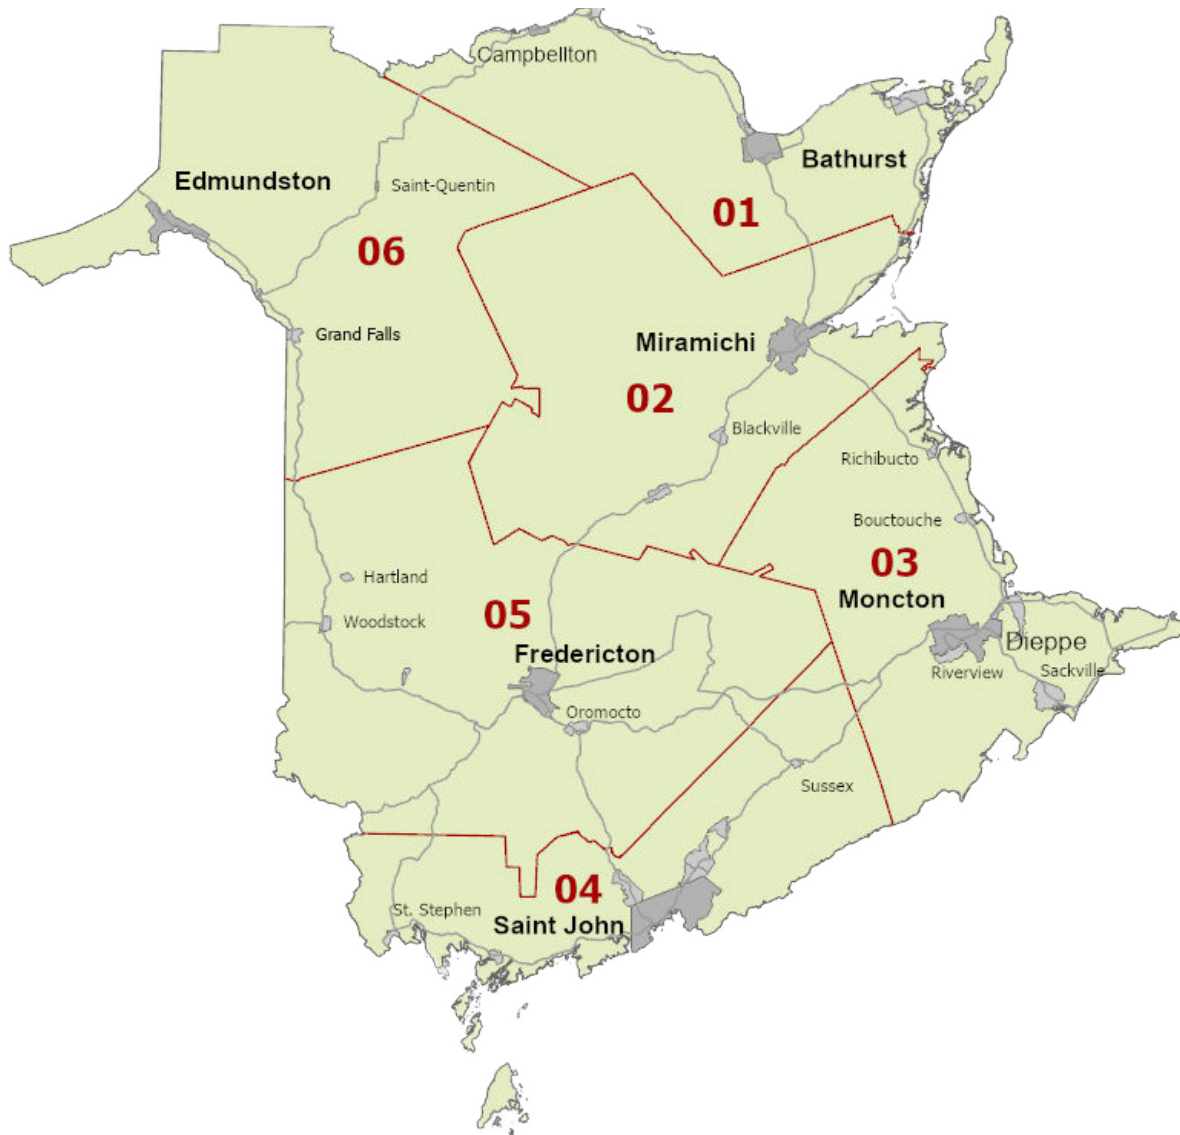 Campbellton
Bathurst
Edmundston
Saint-Quentin
01
06
Grand Falls
Miramichi
02
Blackville
Richibucto
Bouctouche
03
Hartland
Moncton
05
Woodstock
Dieppe
Fredericton
Riverview
Sackville
Oromocto
Sussex
04
St. Stephen
Saint John